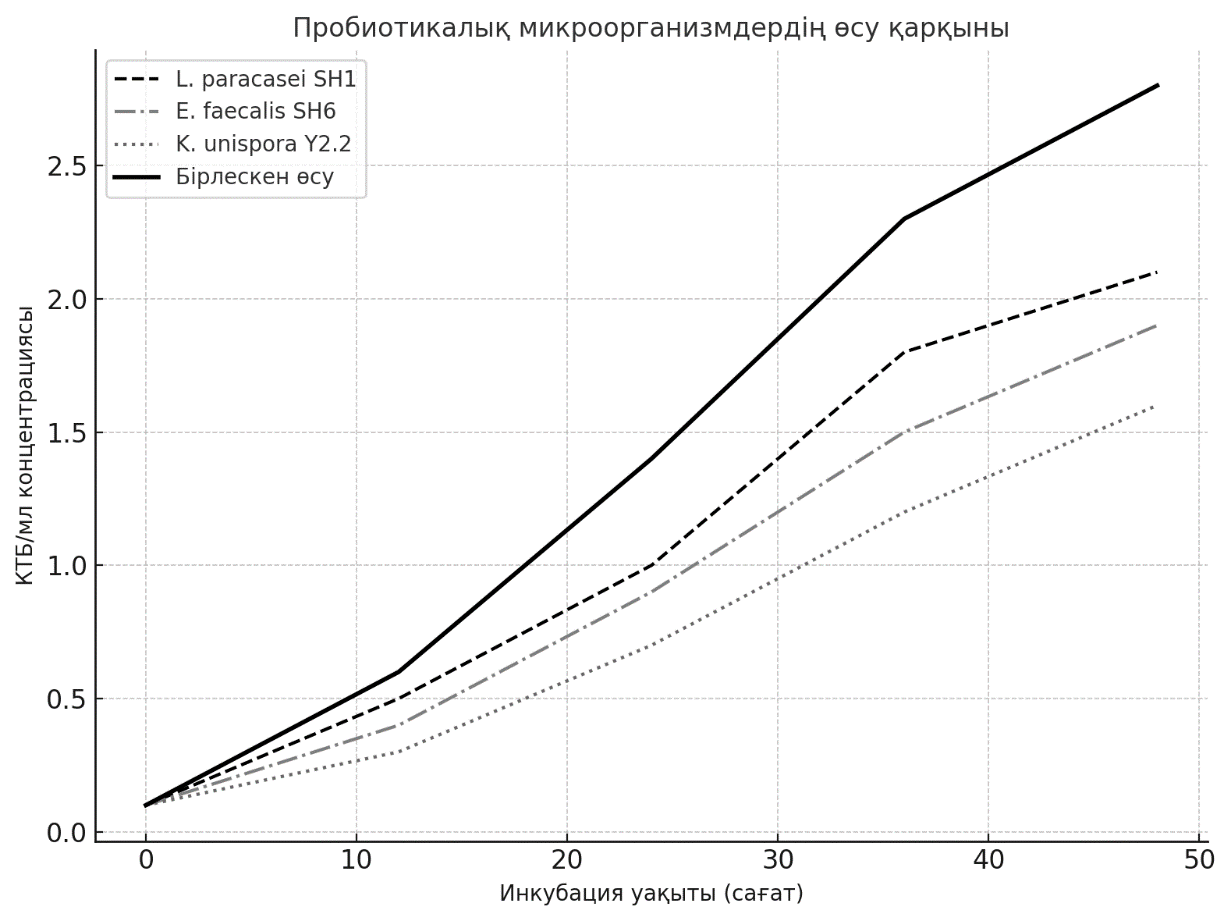 Пробиотикалық микроорганизмдердің өсу қарқыны
L. paracasei SH1
E. faecalis SH6
K. unispora Y2.2
Бірлескен өсу
КТБ/мл концентрациясы
2.5
2.0
1.5
1.0
0.5
0.0
0 10 20 30 40 50
Инкубация уақыты (сағат)